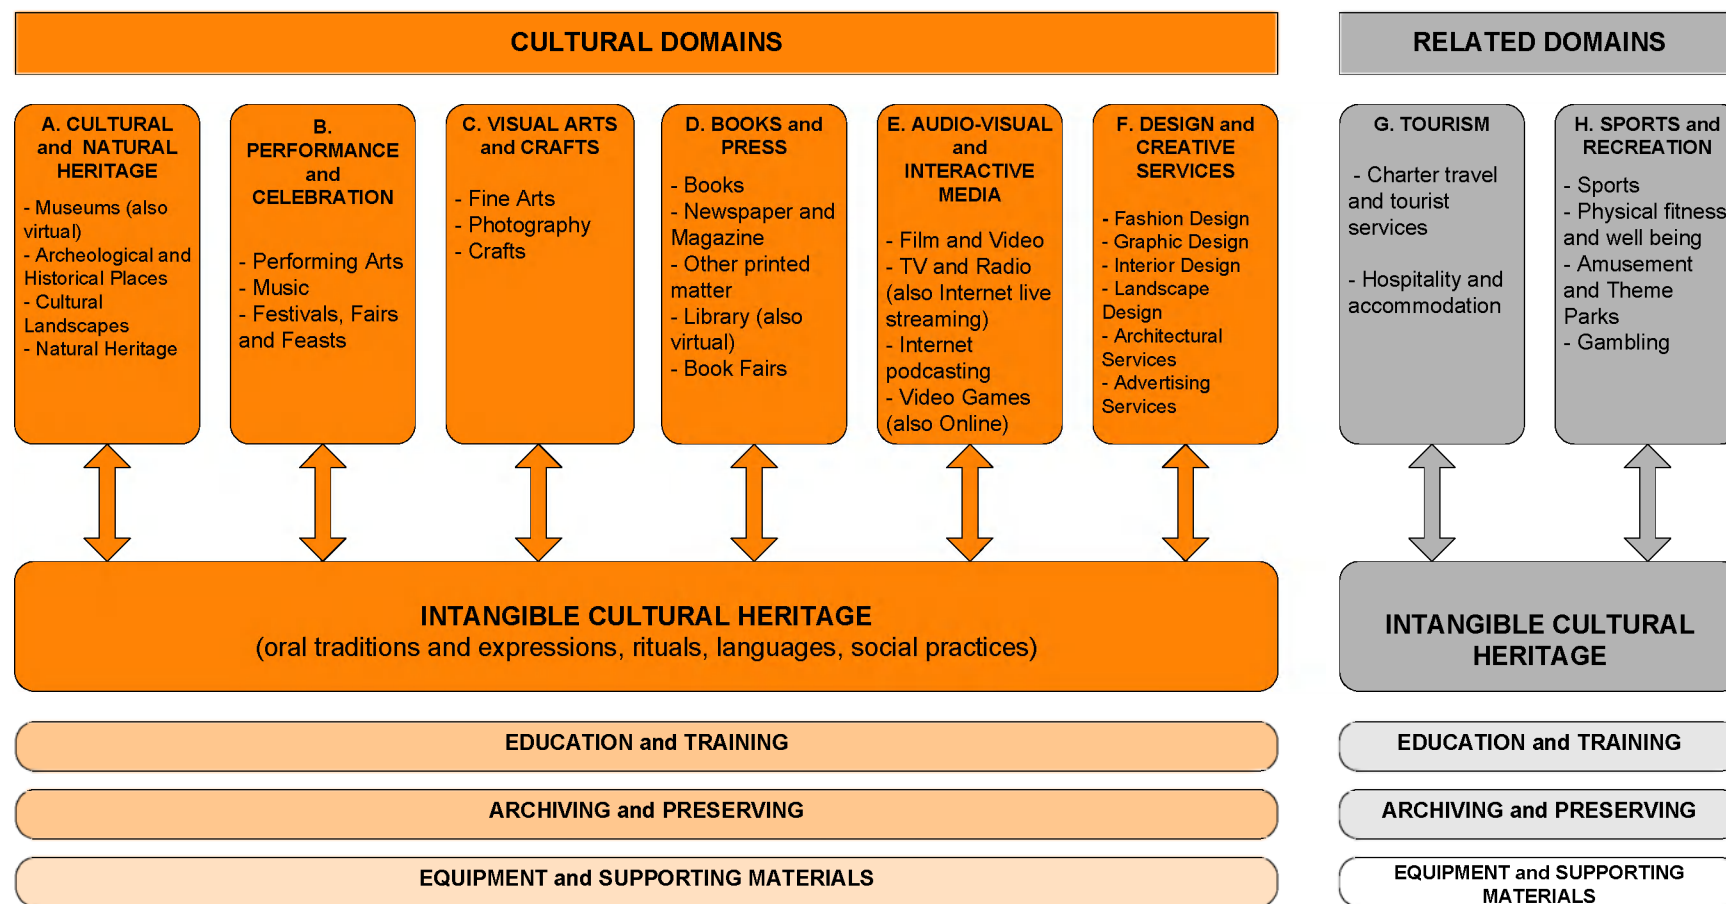 CULTURAL DOMAINS
RELATED DOMAINS
A. CULTURAL
and NATURAL
HERITAGE
- Museums (also
virtual)
- Archeological and
Historical Places
- Cultural
Landscapes
- Natural Heritage
B.
PERFORMANCE
and
CELEBRATION
- Performing Arts
- Music
- Festivals, Fairs
and Feasts
C. VISUAL ARTS
and CRAFTS
- Fine Arts
- Photography
- Crafts
D. BOOKS and
PRESS
- Books
- Newspaper and
Magazine
- Other printed
matter
- Library (also
virtual)
- Book Fairs
E. AUDIO-VISUAL
and
INTERACTIVE
MEDIA
- Film and Video
- TV and Radio
(also Internet live
streaming)
- Internet
podcasting
- Video Games
(also Online)
F. DESIGN and
CREATIVE
SERVICES
- Fashion Design
- Graphic Design
- Interior Design
- Landscape
Design
- Architectural
Services
- Advertising
Services
G. TOURISM
- Charter travel
and tourist
services
- Hospitality and
accommodation
H. SPORTS and
RECREATION
- Sports
- Physical fitness
and well being
- Amusement
and Theme
Parks
- Gambling
INTANGIBLE CULTURAL HERITAGE
(oral traditions and expressions, rituals, languages, social practices)
INTANGIBLE CULTURAL
HERITAGE
EDUCATION and TRAINING
EDUCATION and TRAINING
ARCHIVING and PRESERVING
ARCHIVING and PRESERVING
EQUIPMENT and SUPPORTING MATERIALS
EQUIPMENT and SUPPORTING
MATERIALS